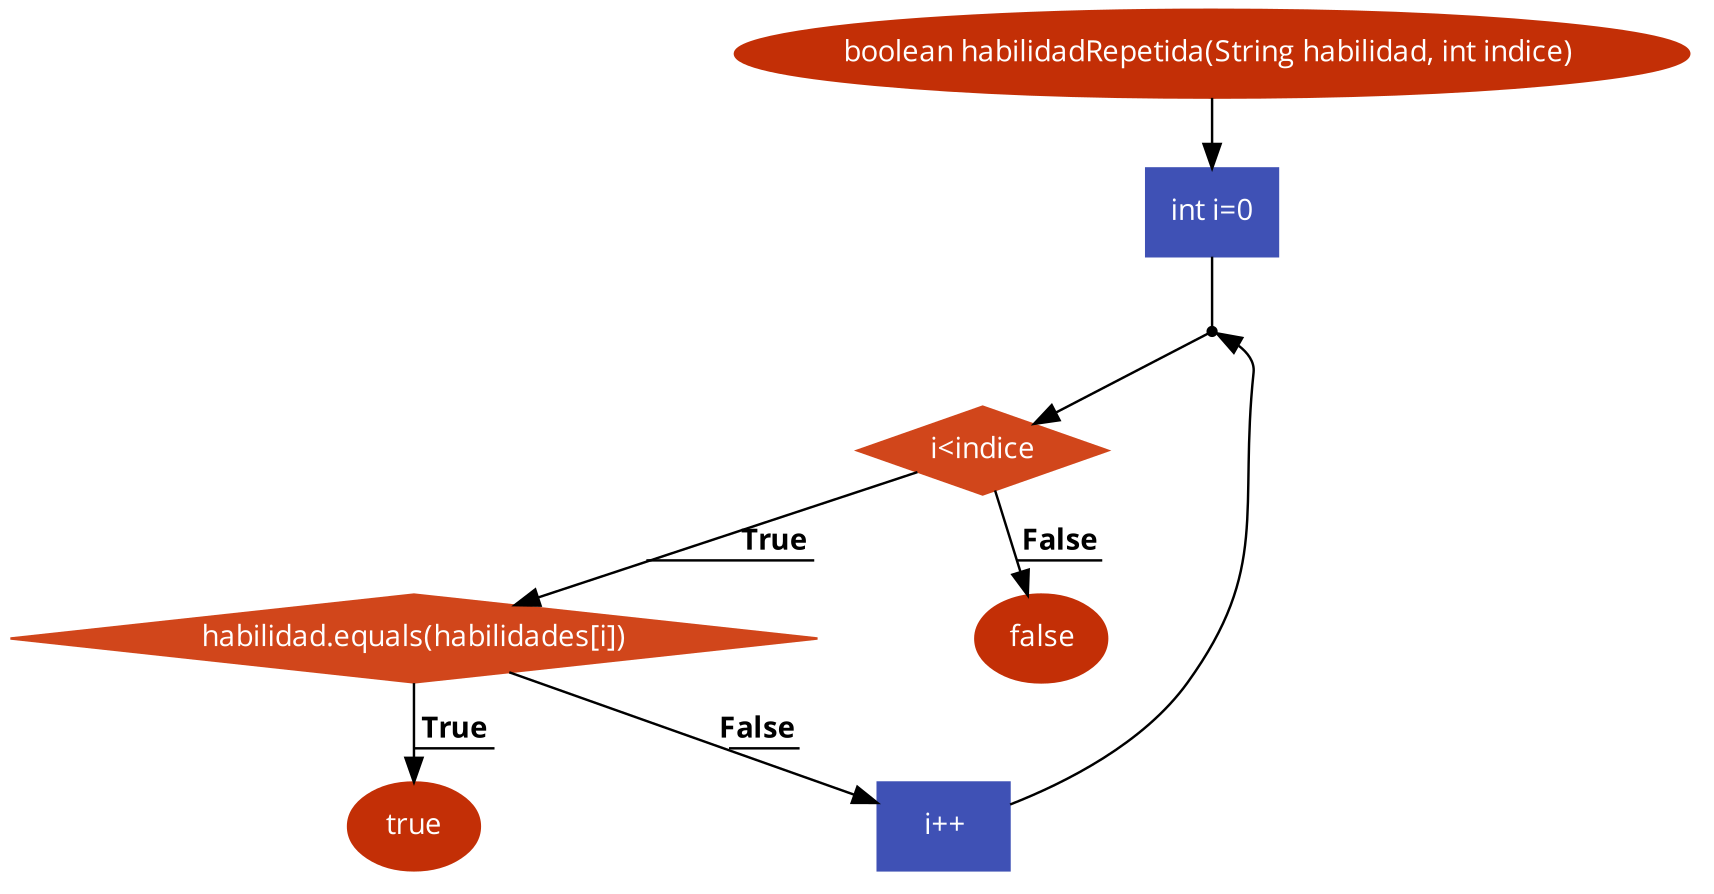 boolean habilidadRepetida(String habilidad, int indice)
int i=0
i<indice
True
False
habilidad.equals(habilidades[i])
false
True
False
true
i++